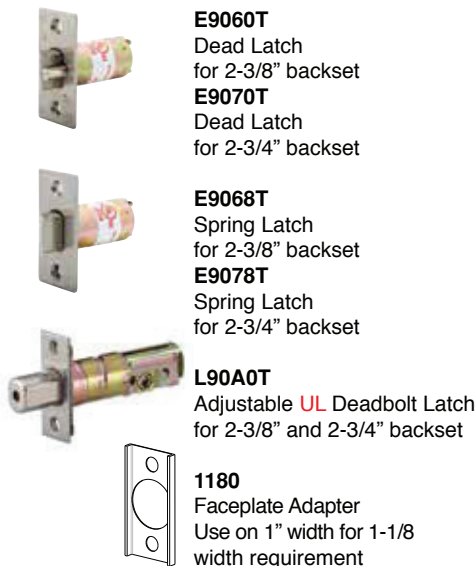 E9060T
Dead Latch
for 2-3/8” backset
E9070T
Dead Latch
for 2-3/4” backset
E9068T
Spring Latch
for 2-3/8” backset
E9078T
Spring Latch
for 2-3/4” backset
L90A0T
Adjustable UL Deadbolt Latch
for 2-3/8” and 2-3/4” backset
1180
Faceplate Adapter
Use on 1” width for 1-1/8
width requirement